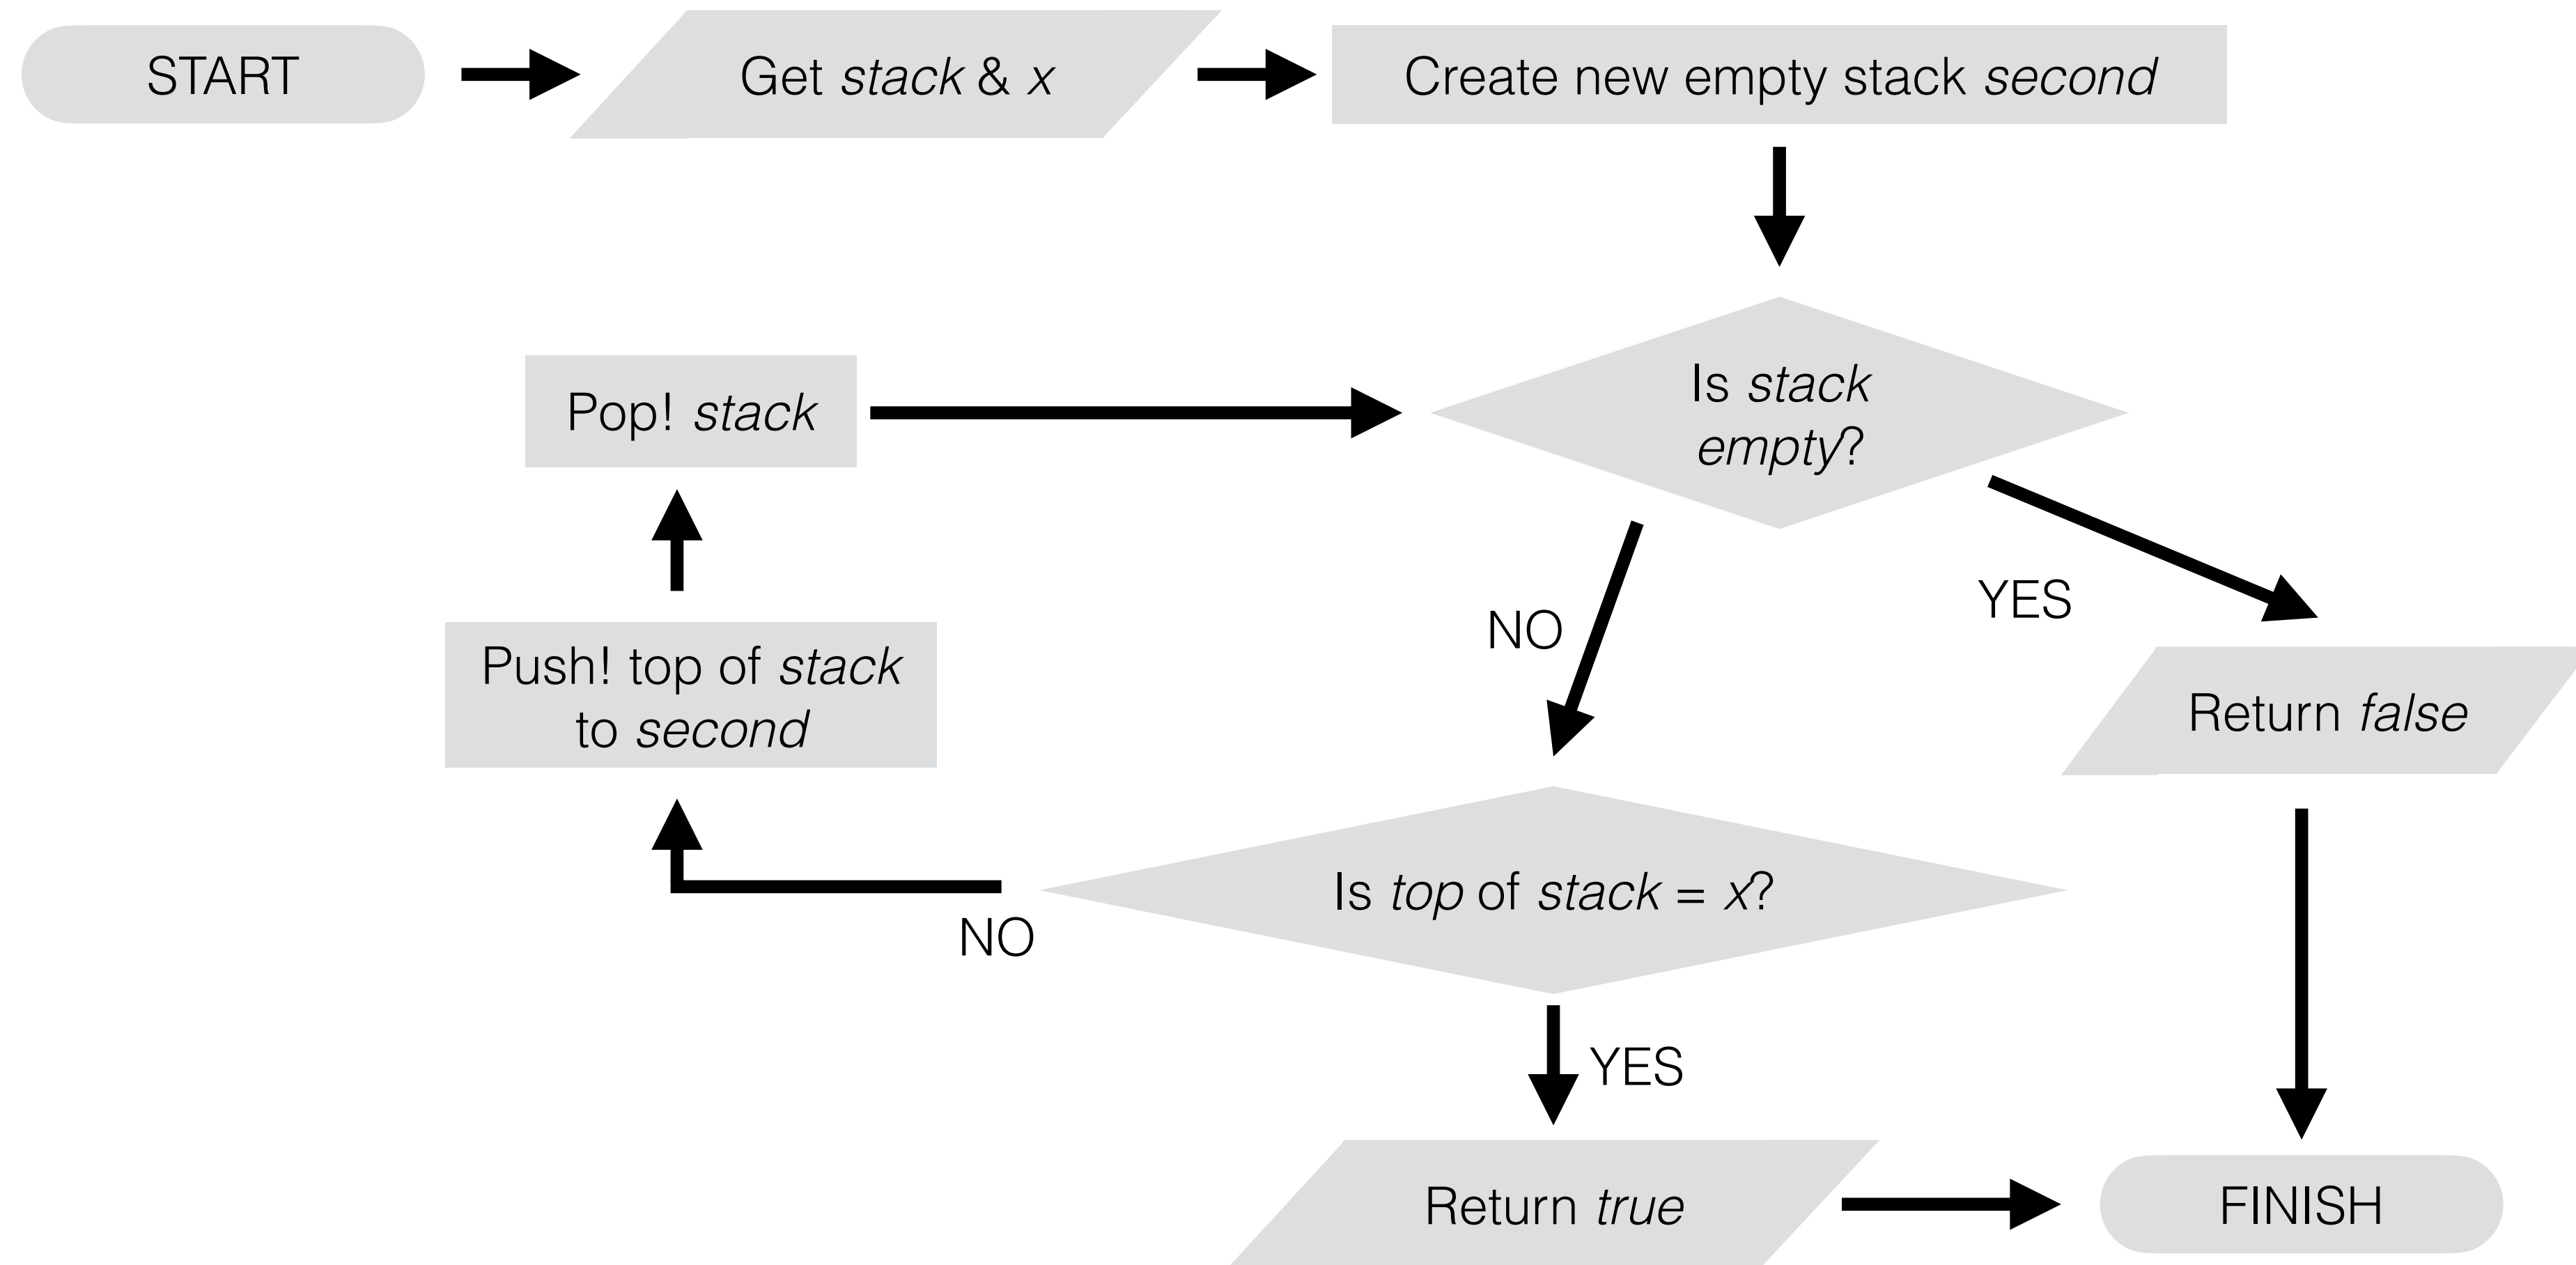 START
Get stack & x
Create new empty stack second
Is stack
empty?
Pop! stack
YES
NO
Push! top of stack
to second
Return false
Is top of stack = x?
NO
YES
Return true
FINISH